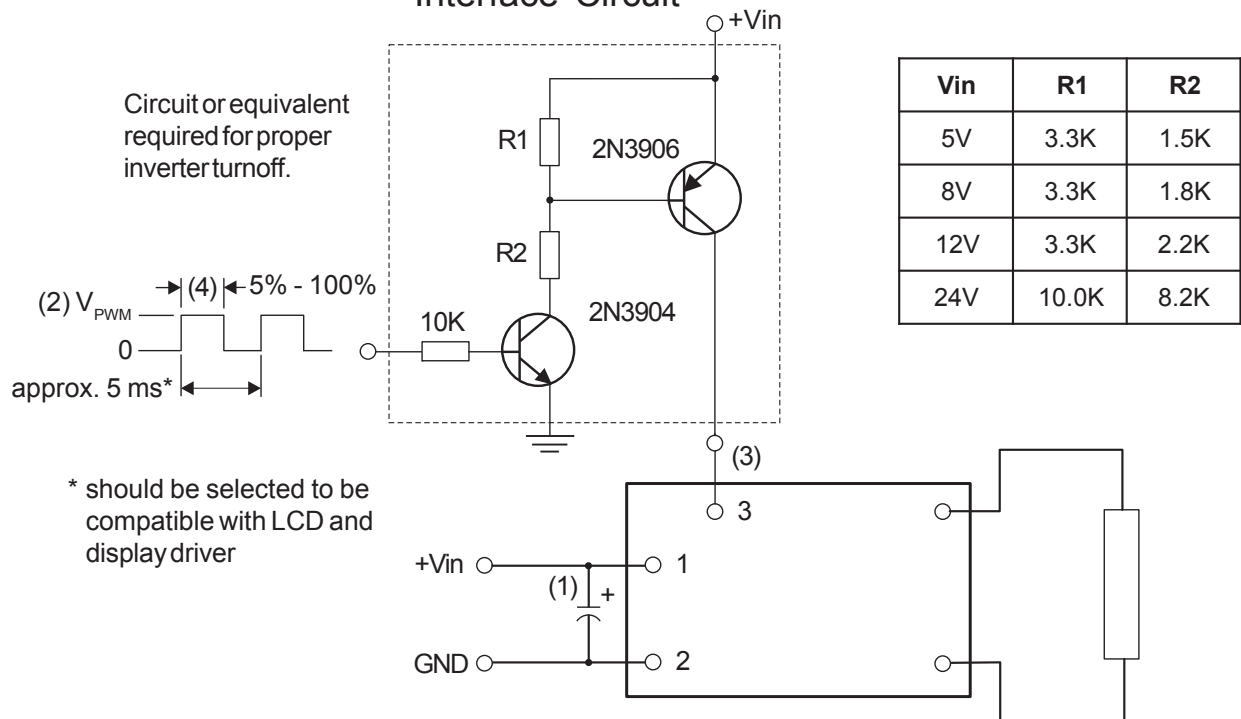 Interface Circuit
+Vin
Circuit or equivalent
required for proper
inverter turnoff.
R1
2N3906
R2
(2) VPWM
(4)
5% - 100%
0
approx. 5 ms*
10K
2N3904
Vin R1 R2
5V 3.3K 1.5K
8V 3.3K 1.8K
12V 3.3K 2.2K
24V 10.0K 8.2K
* should be selected to be
compatible with LCD and
display driver
(3)
3
+Vin
1
(1)
+
GND
2